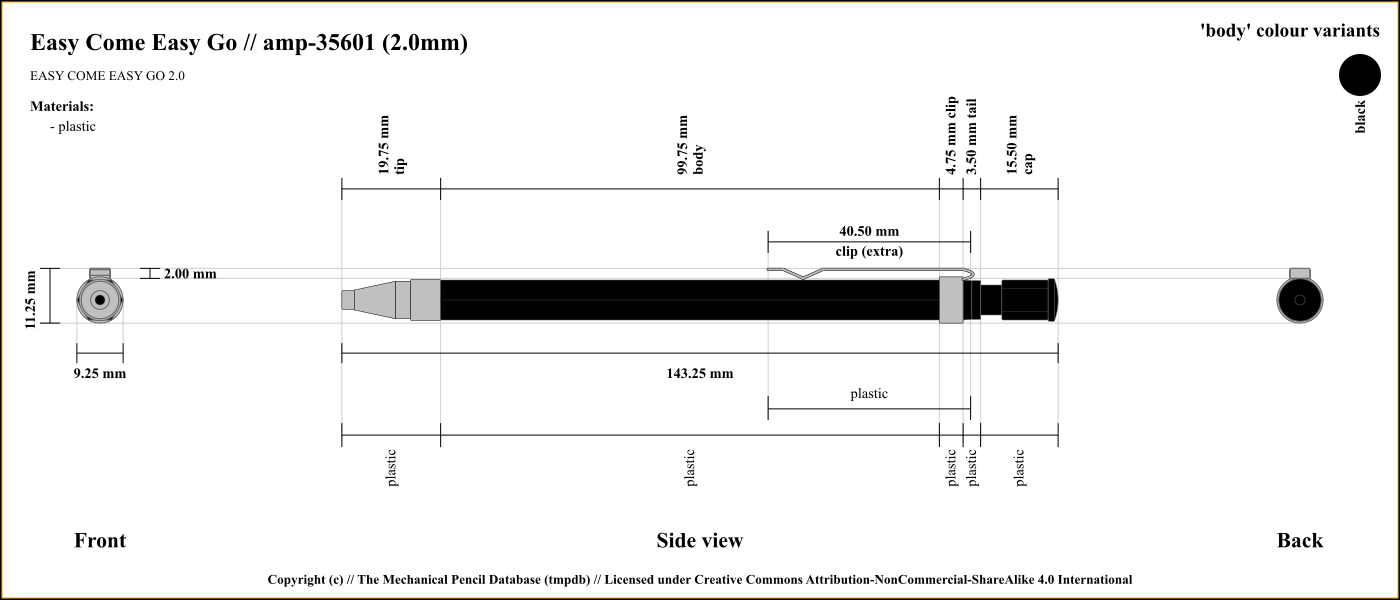 Easy Come Easy Go // amp-35601 (2.0mm)
'body' colour variants
EASY COME EASY GO 2.0
Materials:
- plastic
black
19.75 mm
tip
99.75 mm
body
4.75 mm clip
3.50 mm tail
15.50 mm
cap
40.50 mm
clip (extra)
2.00 mm
11.25 mm
9.25 mm
143.25 mm
plastic
plastic
plastic
plastic
plastic
plastic
Front
Side view
Back
Copyright (c) // The Mechanical Pencil Database (tmpdb) // Licensed under Creative Commons Attribution-NonCommercial-ShareAlike 4.0 International